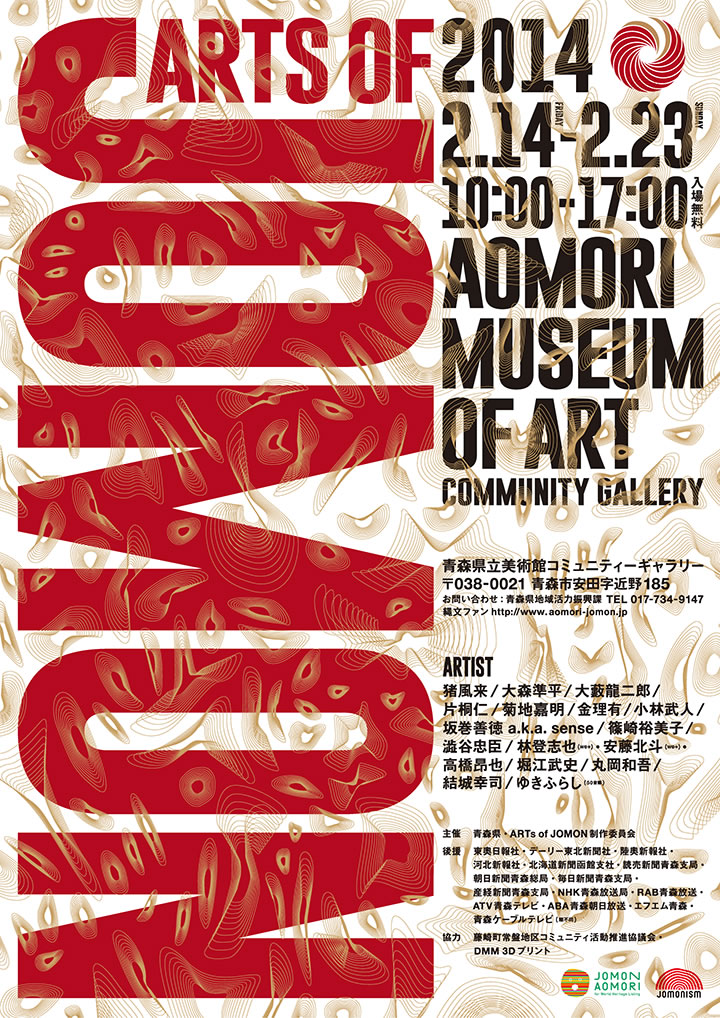 ARTS OF
JOMON
2014
2.14-2.23
FRIDAY
SUNDAY
10:00-17:00
入場無料
AOMORI
MUSEUM
OF ART
COMMUNITY GALLERY
青森県立美術館コミュニティーギャラリー
〒038-0021 青森市安田字近野185
お問い合わせ：青森県地域活力振興課 TEL 017-734-9147
縄文ファン http://www.aomori-jomon.jp
ARTIST
猪風来/大森準平/大藪龍二郎/
片桐仁/菊地嘉明/金理有/小林武人/
坂巻善徳 a.k.a. sense/篠崎裕美子/
澁谷忠臣/林登志也(we+)・安藤北斗(we+)・
高橋昂也/堀江武史/丸岡和吾/
結城幸司/ゆきふらし(50音順)
主催 青森県・ARTs of JOMON 制作委員会
後援 東奥日報社・デーリー東北新聞社・陸奥新報社・
河北新報社・北海道新聞函館支社・読売新聞青森支局・
朝日新聞青森総局・毎日新聞青森支局・
産経新聞青森支局・NHK青森放送局・RAB青森放送・
ATV青森テレビ・ABA青森朝日放送・エフエム青森・
青森ケーブルテレビ(順不同)
協力 藤崎町常盤地区コミュニティ活動推進協議会・
DMM 3Dプリント
JOMON
AOMORI
for World Heritage Listing
JOMONISM